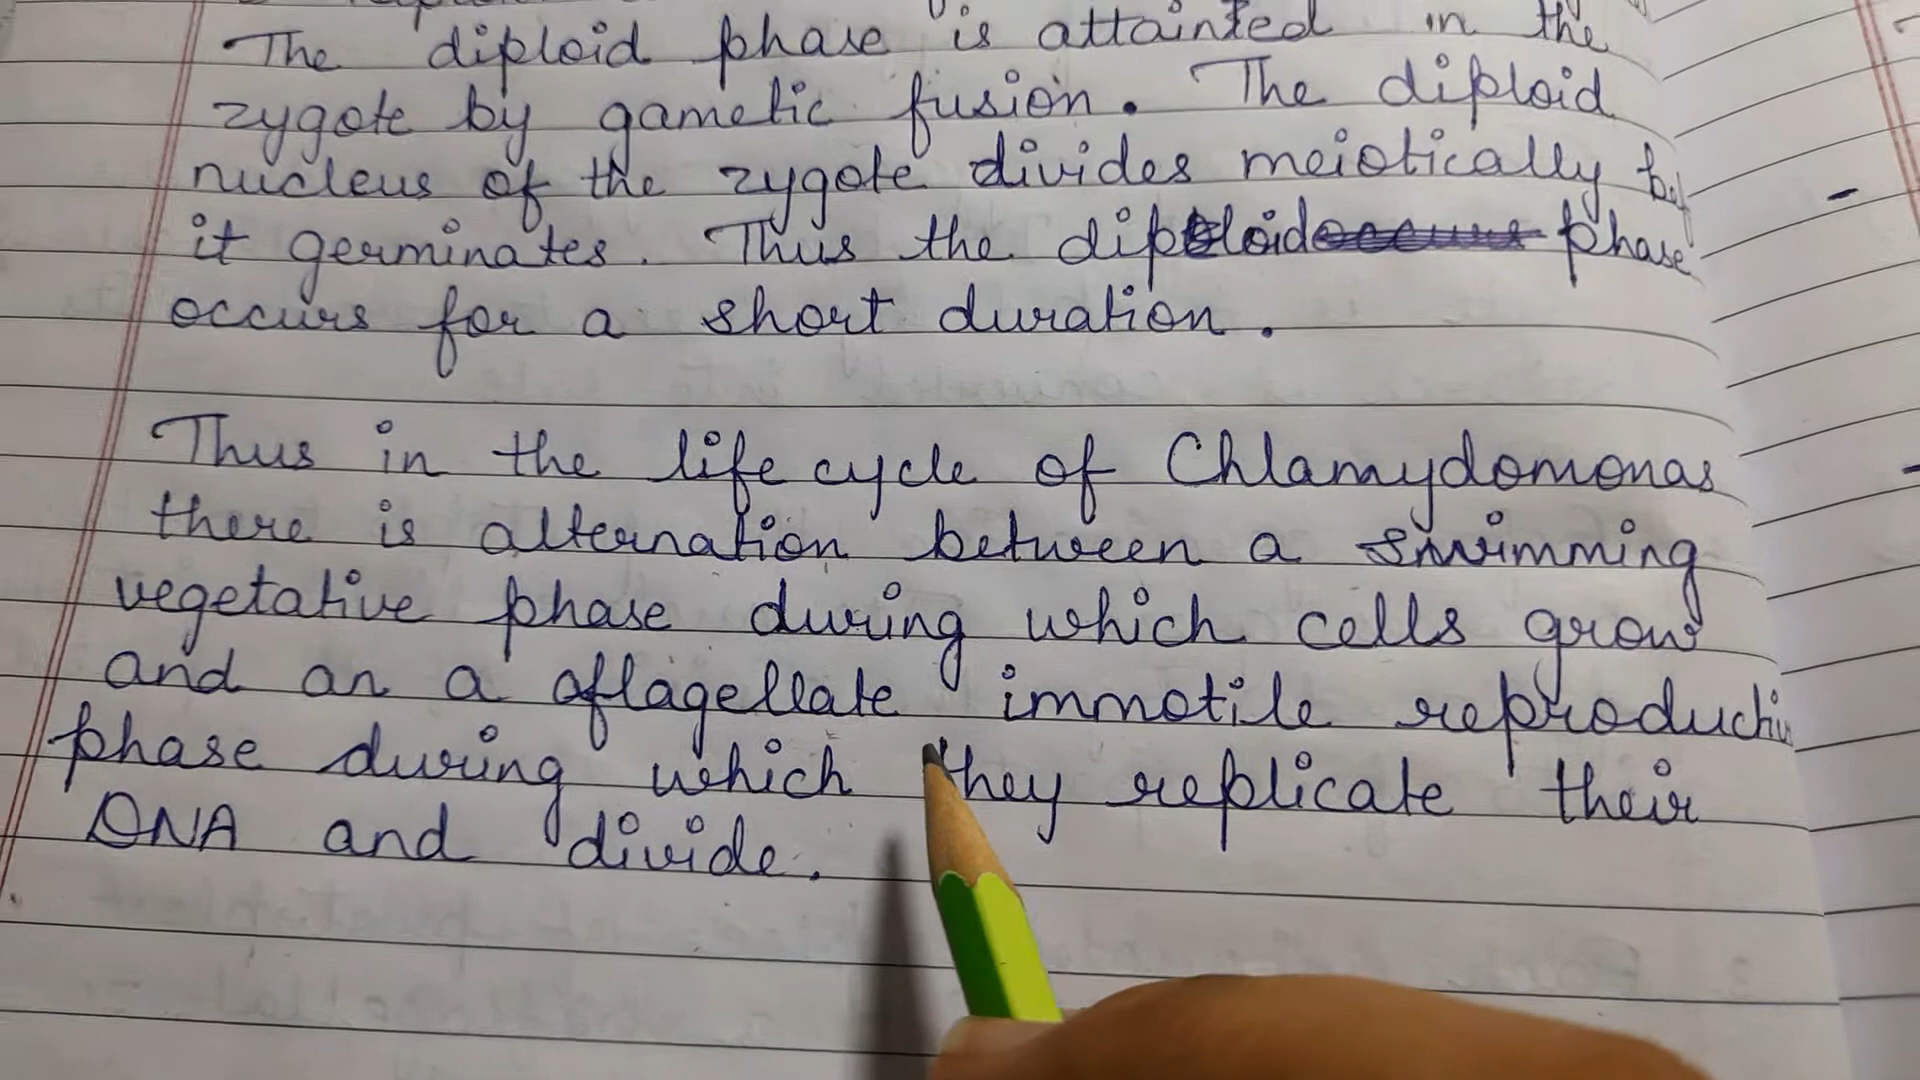 The diploid phase is attainted in the
zygote by gametic fusion. The diploid
nucleus of the zygote divides meiotically bef
it germinates. Thus the diploid phase
occurs for a short duration.
Thus in the life cycle of Chlamydomonas
there is alternation between a swimming
vegetative phase during which cells grow
and an a aflagellate immotile reproducti
phase during which they replicate their
DNA and divide.